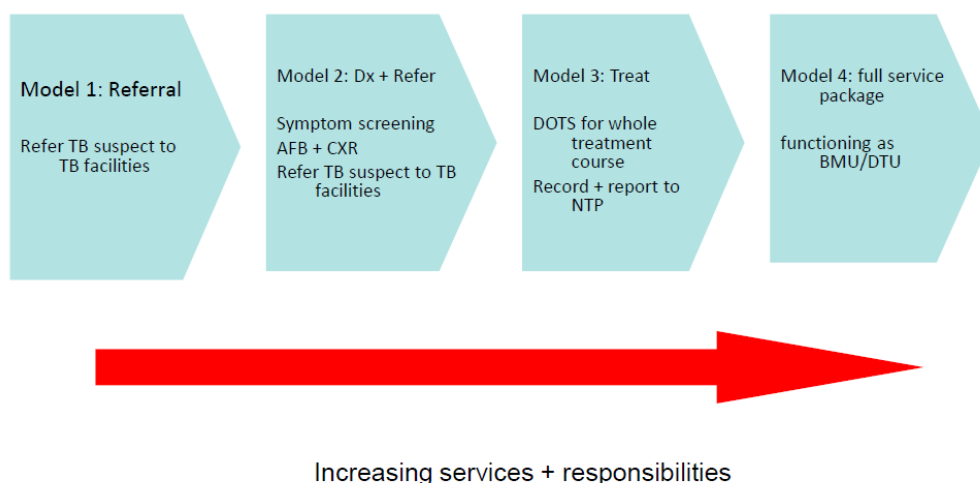 Model 1: Referral
Refer TB suspect to
TB facilities
Model 2: Dx + Refer
Symptom screening
AFB + CXR
Refer TB suspect to TB
facilities
Model 3: Treat
DOTS for whole
treatment
course
Record + report to
NTP
Model 4: full service
package
functioning as
BMU/DTU
Increasing services + responsibilities